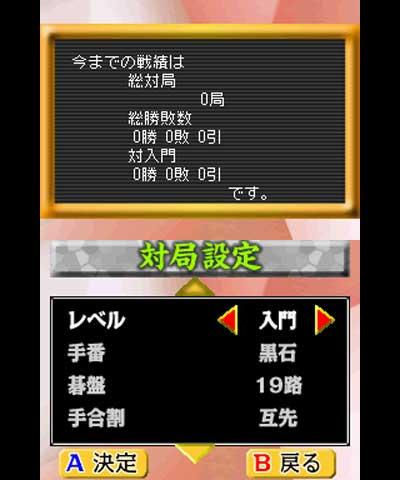 今までの戦績は
総対局
0局
総勝敗数
0勝 0敗 0引
対入門
0勝 0敗 0引
です。
対局設定
レベル 入門
手番 黒石
碁盤 19路
手合割 互先
A 決定 B 戻る